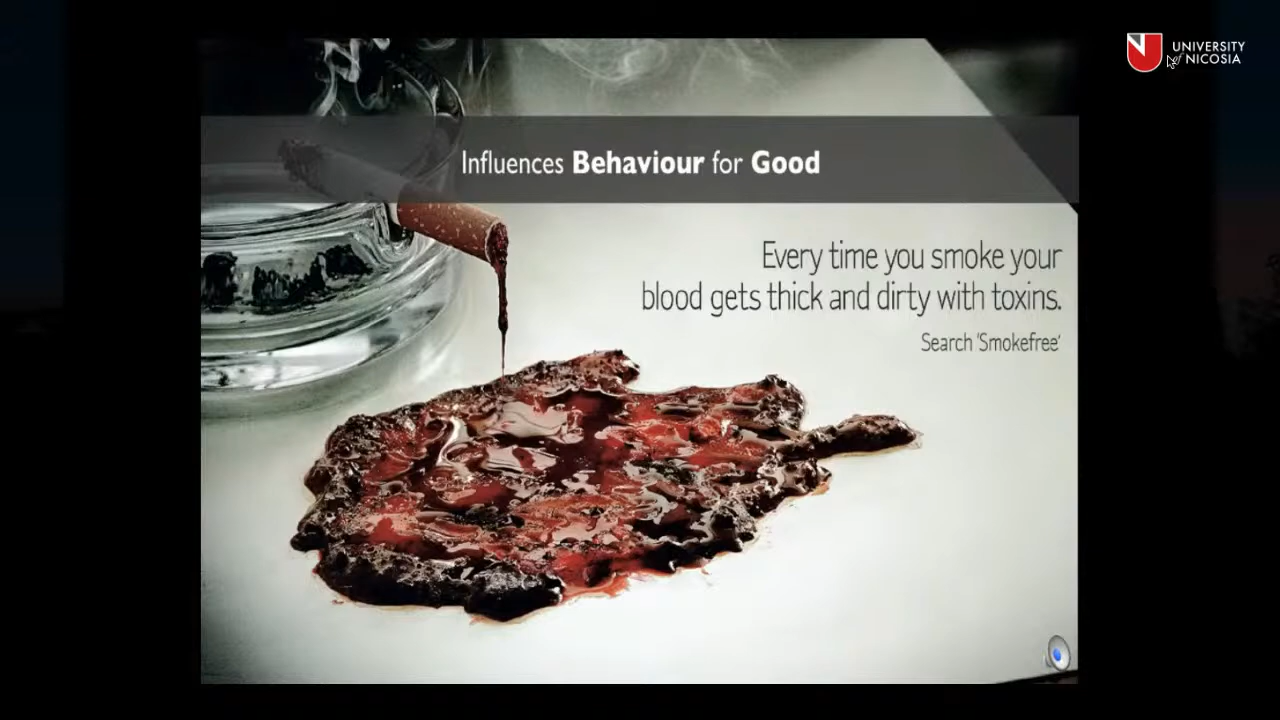 UNIVERSITY
of NICOSIA
Influences Behaviour for Good
Every time you smoke your
blood gets thick and dirty with toxins.
Search 'Smokefree'